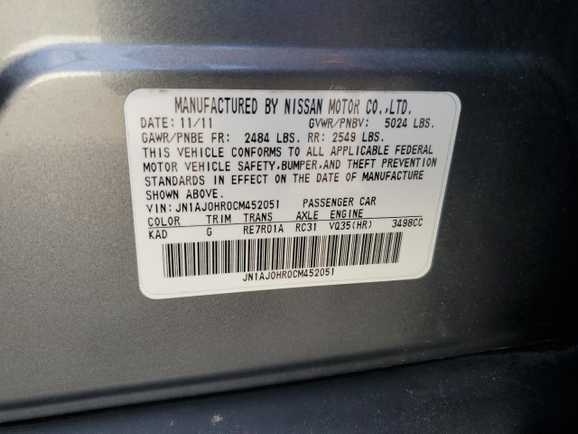 MANUFACTURED BY NISSAN MOTOR CO.,LTD.
DATE: 11/11 GVWR/PNBV: 5024 LBS.
GAWR/PNBE FR: 2484 LBS. RR: 2549 LBS.
THIS VEHICLE CONFORMS TO ALL APPLICABLE FEDERAL
MOTOR VEHICLE SAFETY,BUMPER,AND THEFT PREVENTION
STANDARDS IN EFFECT ON THE DATE OF MANUFACTURE
SHOWN ABOVE.
VIN: JN1AJ0HR0CM452051 PASSENGER CAR
COLOR TRIM TRANS AXLE ENGINE
KAD G RE7R01A RC31 VQ35(HR) 3498CC
JN1AJ0HR0CM452051